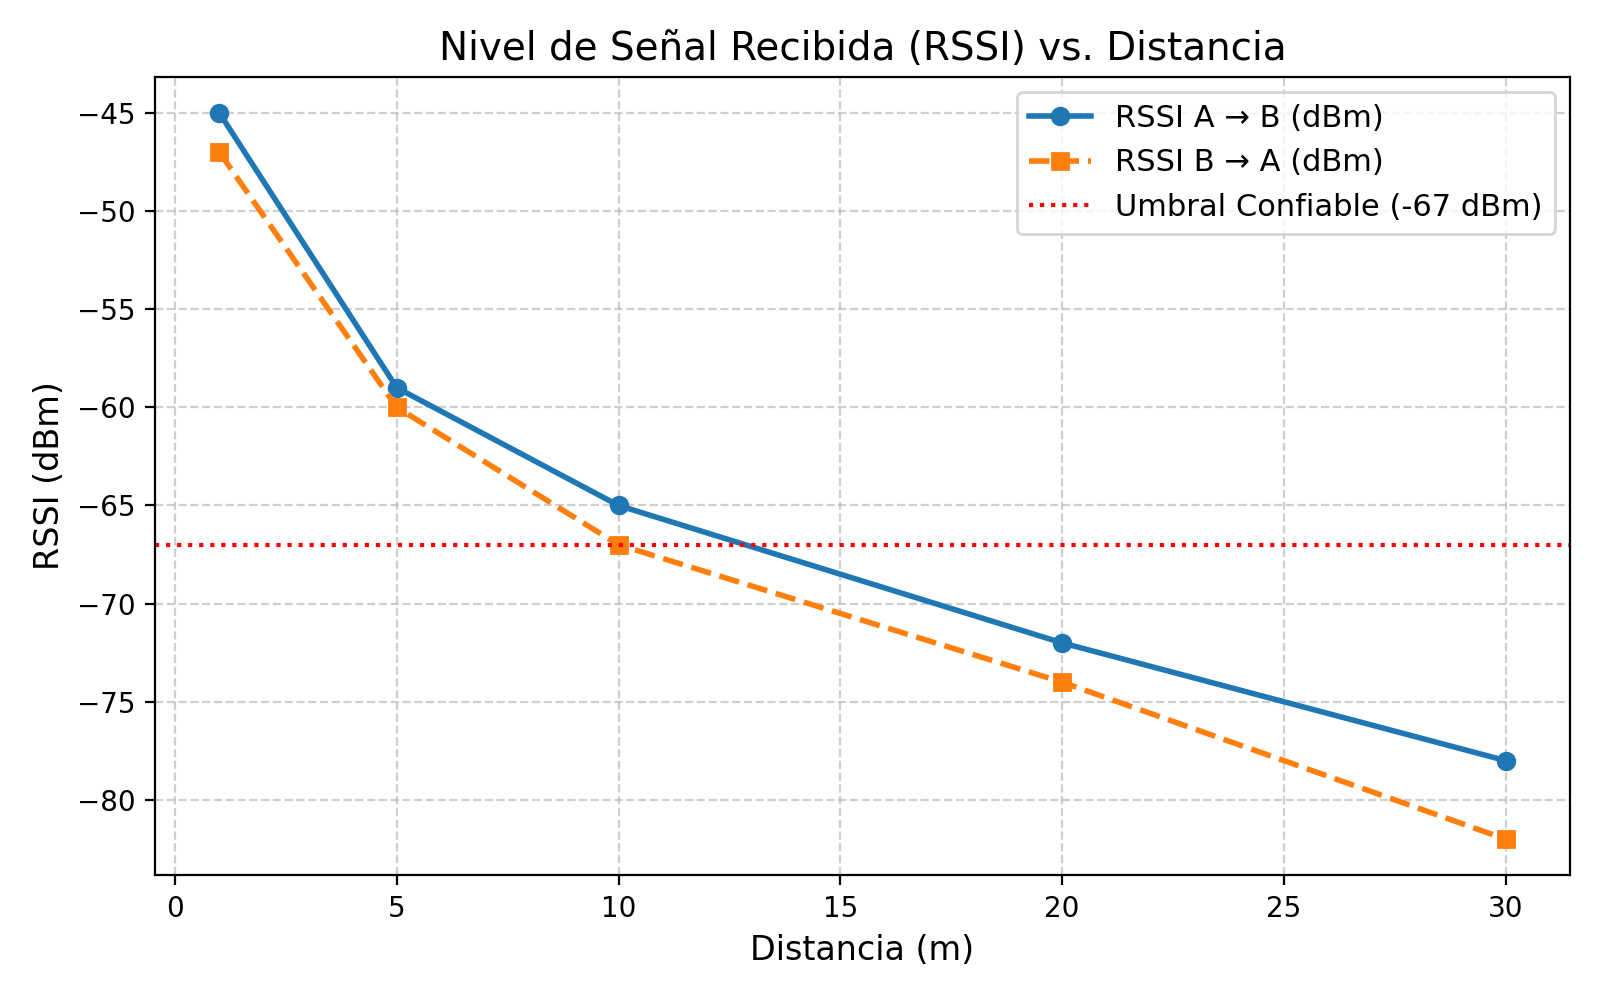 Nivel de Señal Recibida (RSSI) vs. Distancia
RSSI A → B (dBm)
RSSI B → A (dBm)
Umbral Confiable (-67 dBm)
RSSI (dBm)
−45
−50
−55
−60
−65
−70
−75
−80
0 5 10 15 20 25 30
Distancia (m)